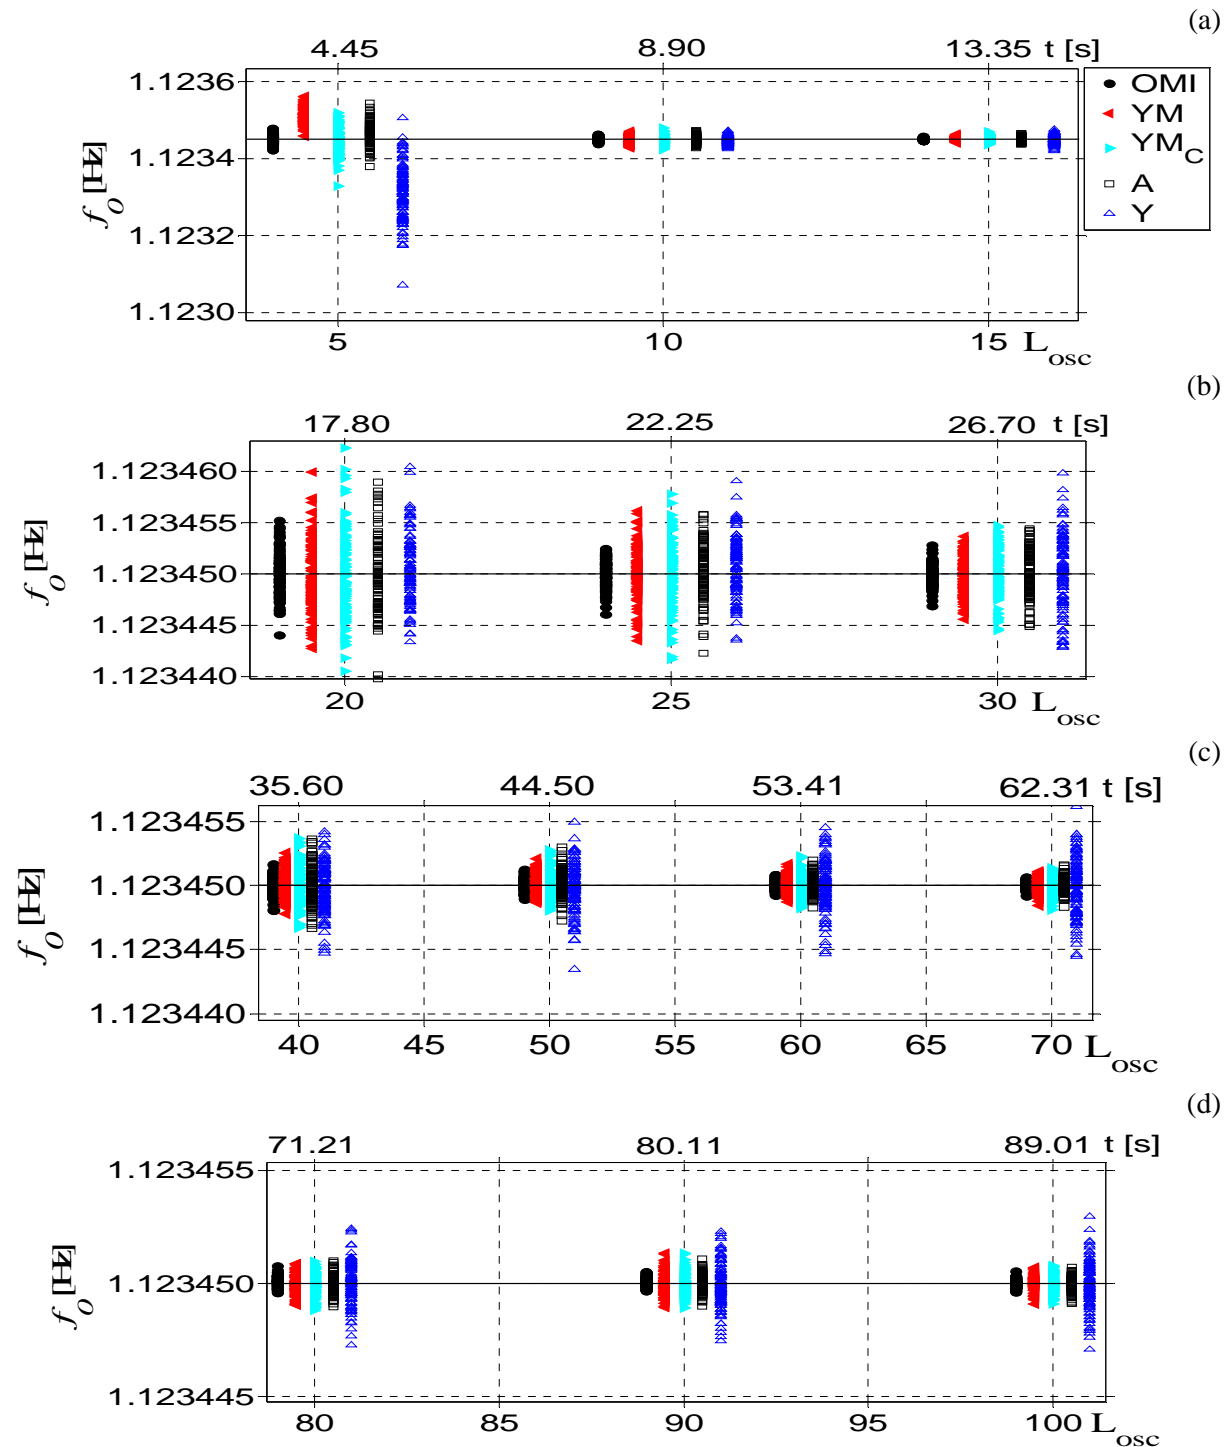 (a)
4.45 8.90 13.35 t [s]
1.1236
1.1234
1.1232
1.1230
f_o [Hz]
OMI
YM
YM_C
A
Y
5 10 15 L_osc
(b)
17.80 22.25 26.70 t [s]
1.123460
1.123455
1.123450
1.123445
1.123440
f_o [Hz]
20 25 30 L_osc
(c)
35.60 44.50 53.41 62.31 t [s]
1.123455
1.123450
1.123445
1.123440
f_o [Hz]
40 45 50 55 60 65 70 L_osc
(d)
71.21 80.11 89.01 t [s]
1.123455
1.123450
1.123445
f_o [Hz]
80 85 90 95 100 L_osc